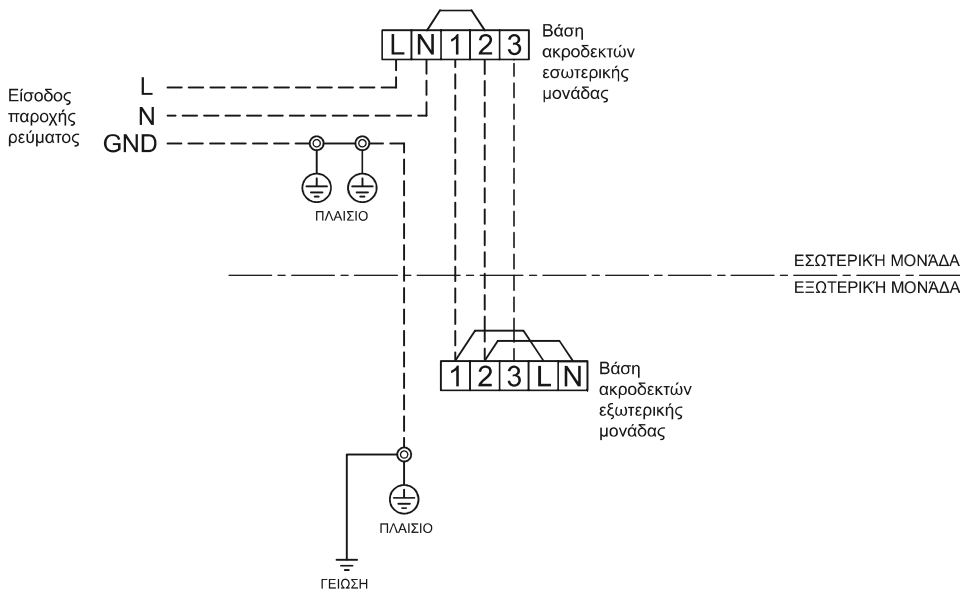 L N 1 2 3
Βάση
ακροδεκτών
εσωτερικής
μονάδας
Είσοδος
παροχής
ρεύματος
L
N
GND
ΠΛΑΙΣΙΟ
ΕΣΩΤΕΡΙΚΉ ΜΟΝΆΔΑ
ΕΞΩΤΕΡΙΚΉ ΜΟΝΆΔΑ
1 2 3 L N
Βάση
ακροδεκτών
εξωτερικής
μονάδας
ΠΛΑΙΣΙΟ
ΓΕΙΩΣΗ